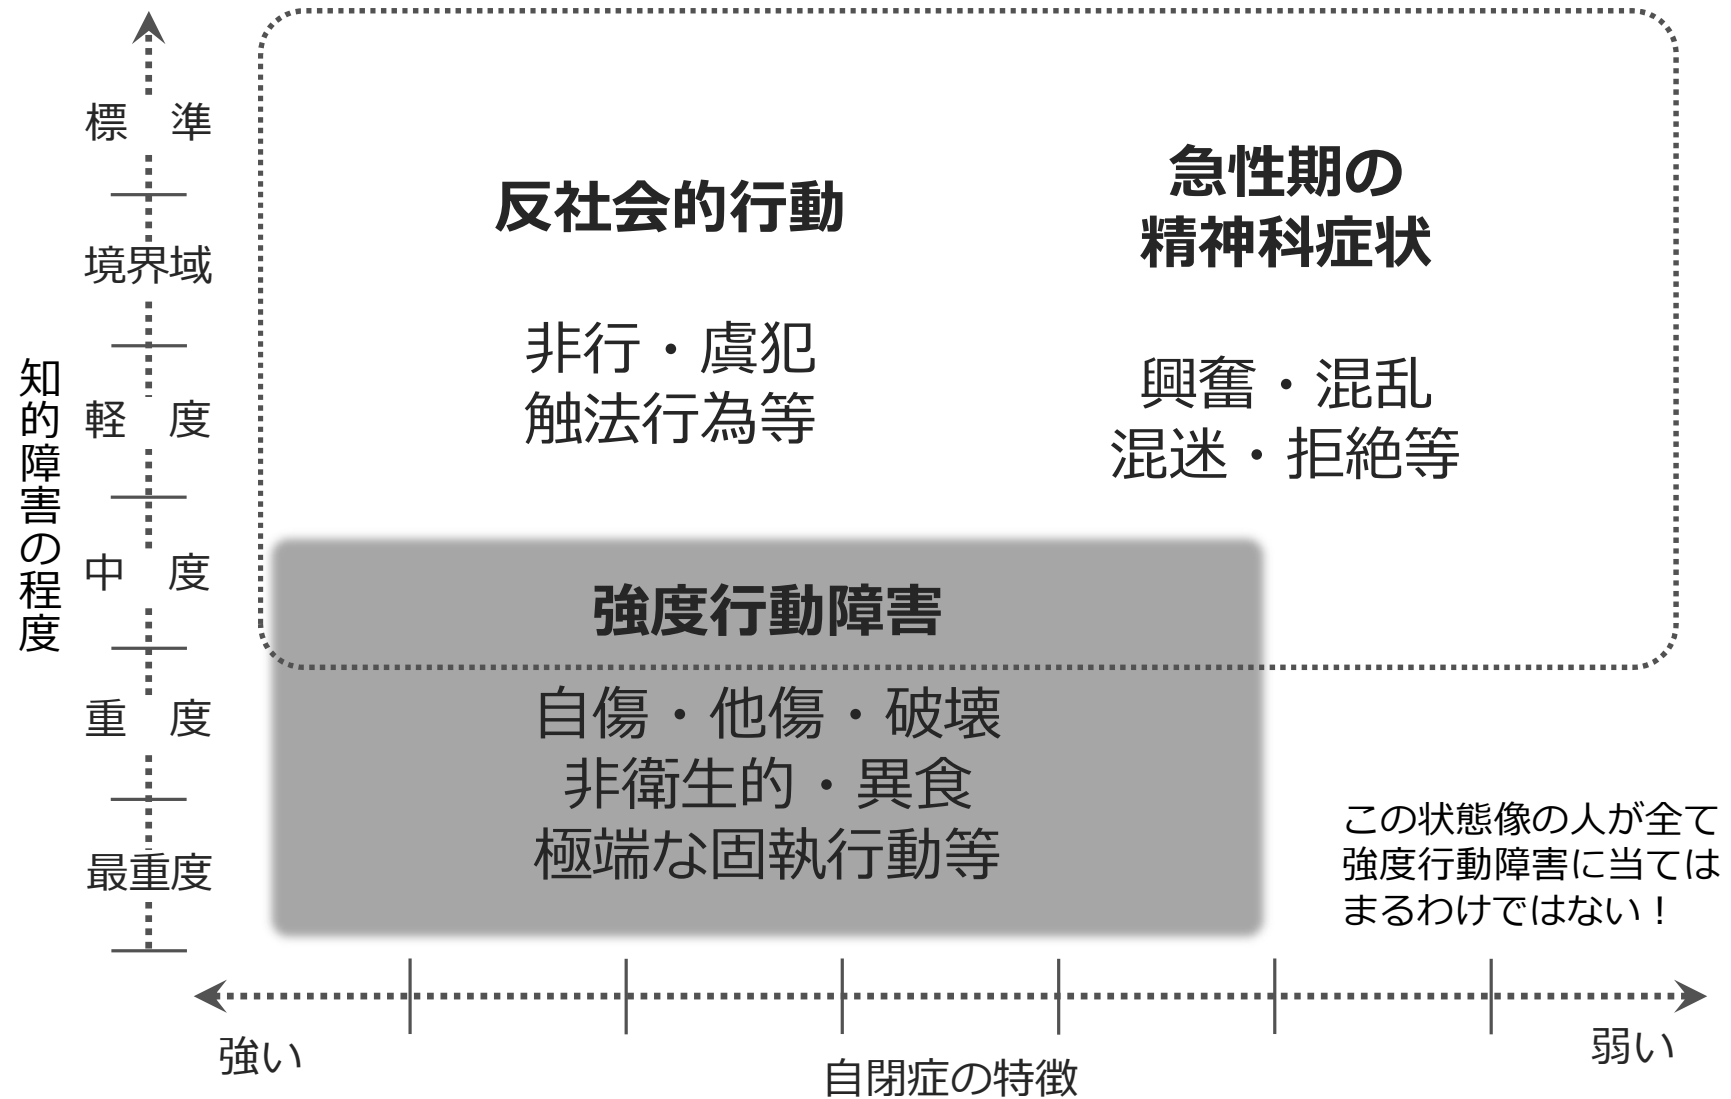 知的障害の程度
標　準
境界域
軽　度
中　度
重　度
最重度
反社会的行動
非行・虞犯
触法行為等
急性期の
精神科症状
興奮・混乱
混迷・拒絶等
強度行動障害
自傷・他傷・破壊
非衛生的・異食
極端な固執行動等
この状態像の人が全て
強度行動障害に当ては
まるわけではない！
強い
自閉症の特徴
弱い